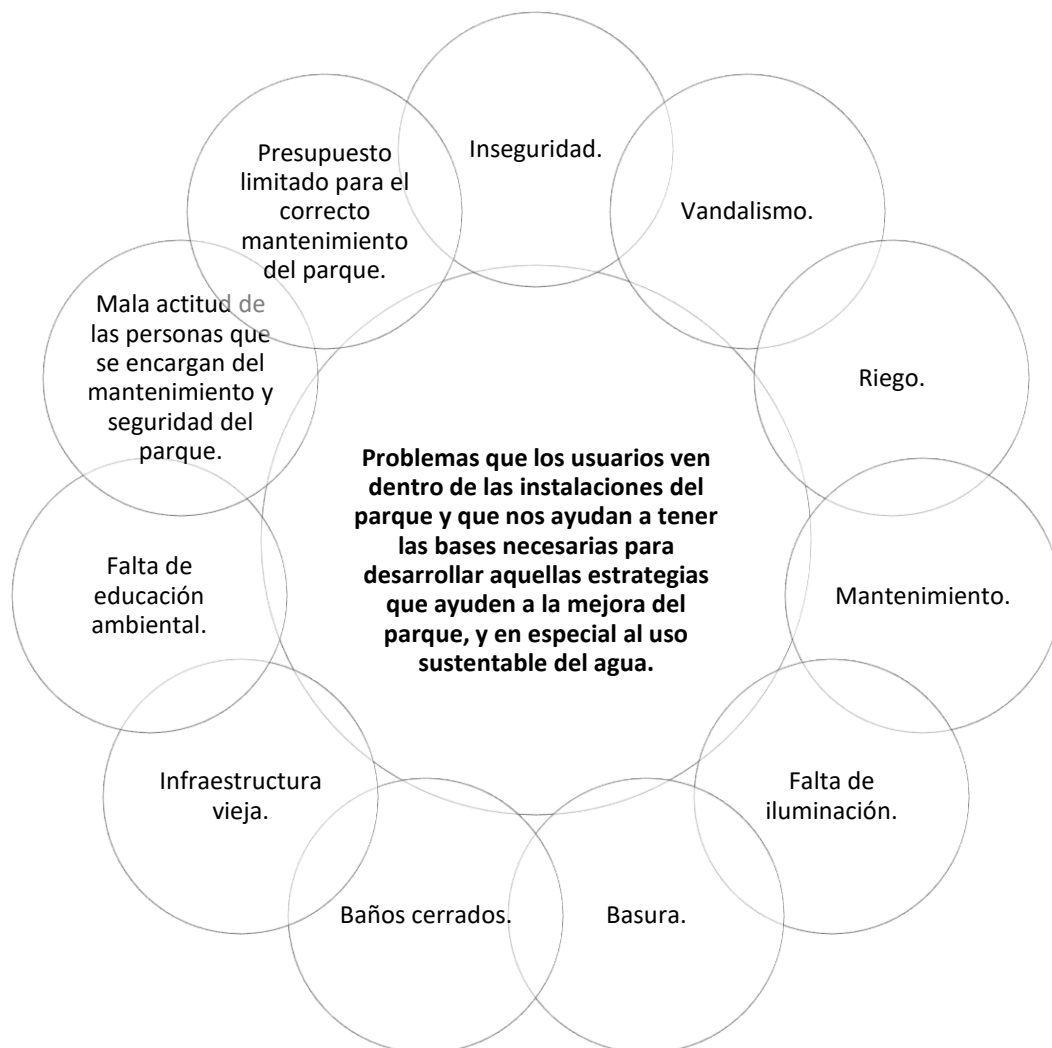 Inseguridad.
Vandalismo.
Riego.
Mantenimiento.
Falta de
iluminación.
Basura.
Baños cerrados.
Infraestructura
vieja.
Falta de
educación
ambiental.
Mala actitud de
las personas que
se encargan del
mantenimiento y
seguridad del
parque.
Presupuesto
limitado para el
correcto
mantenimiento
del parque.
Problemas que los usuarios ven
dentro de las instalaciones del
parque y que nos ayudan a tener
las bases necesarias para
desarrollar aquellas estrategias
que ayuden a la mejora del
parque, y en especial al uso
sustentable del agua.